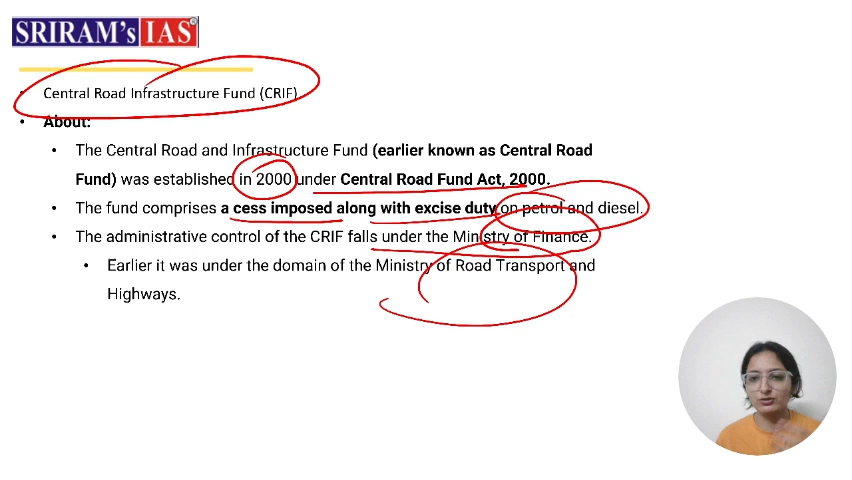 SRIRAM's IAS®
• Central Road Infrastructure Fund (CRIF)
• About:
• The Central Road and Infrastructure Fund (earlier known as Central Road
Fund) was established in 2000 under Central Road Fund Act, 2000.
• The fund comprises a cess imposed along with excise duty on petrol and diesel.
• The administrative control of the CRIF falls under the Ministry of Finance.
• Earlier it was under the domain of the Ministry of Road Transport and
Highways.